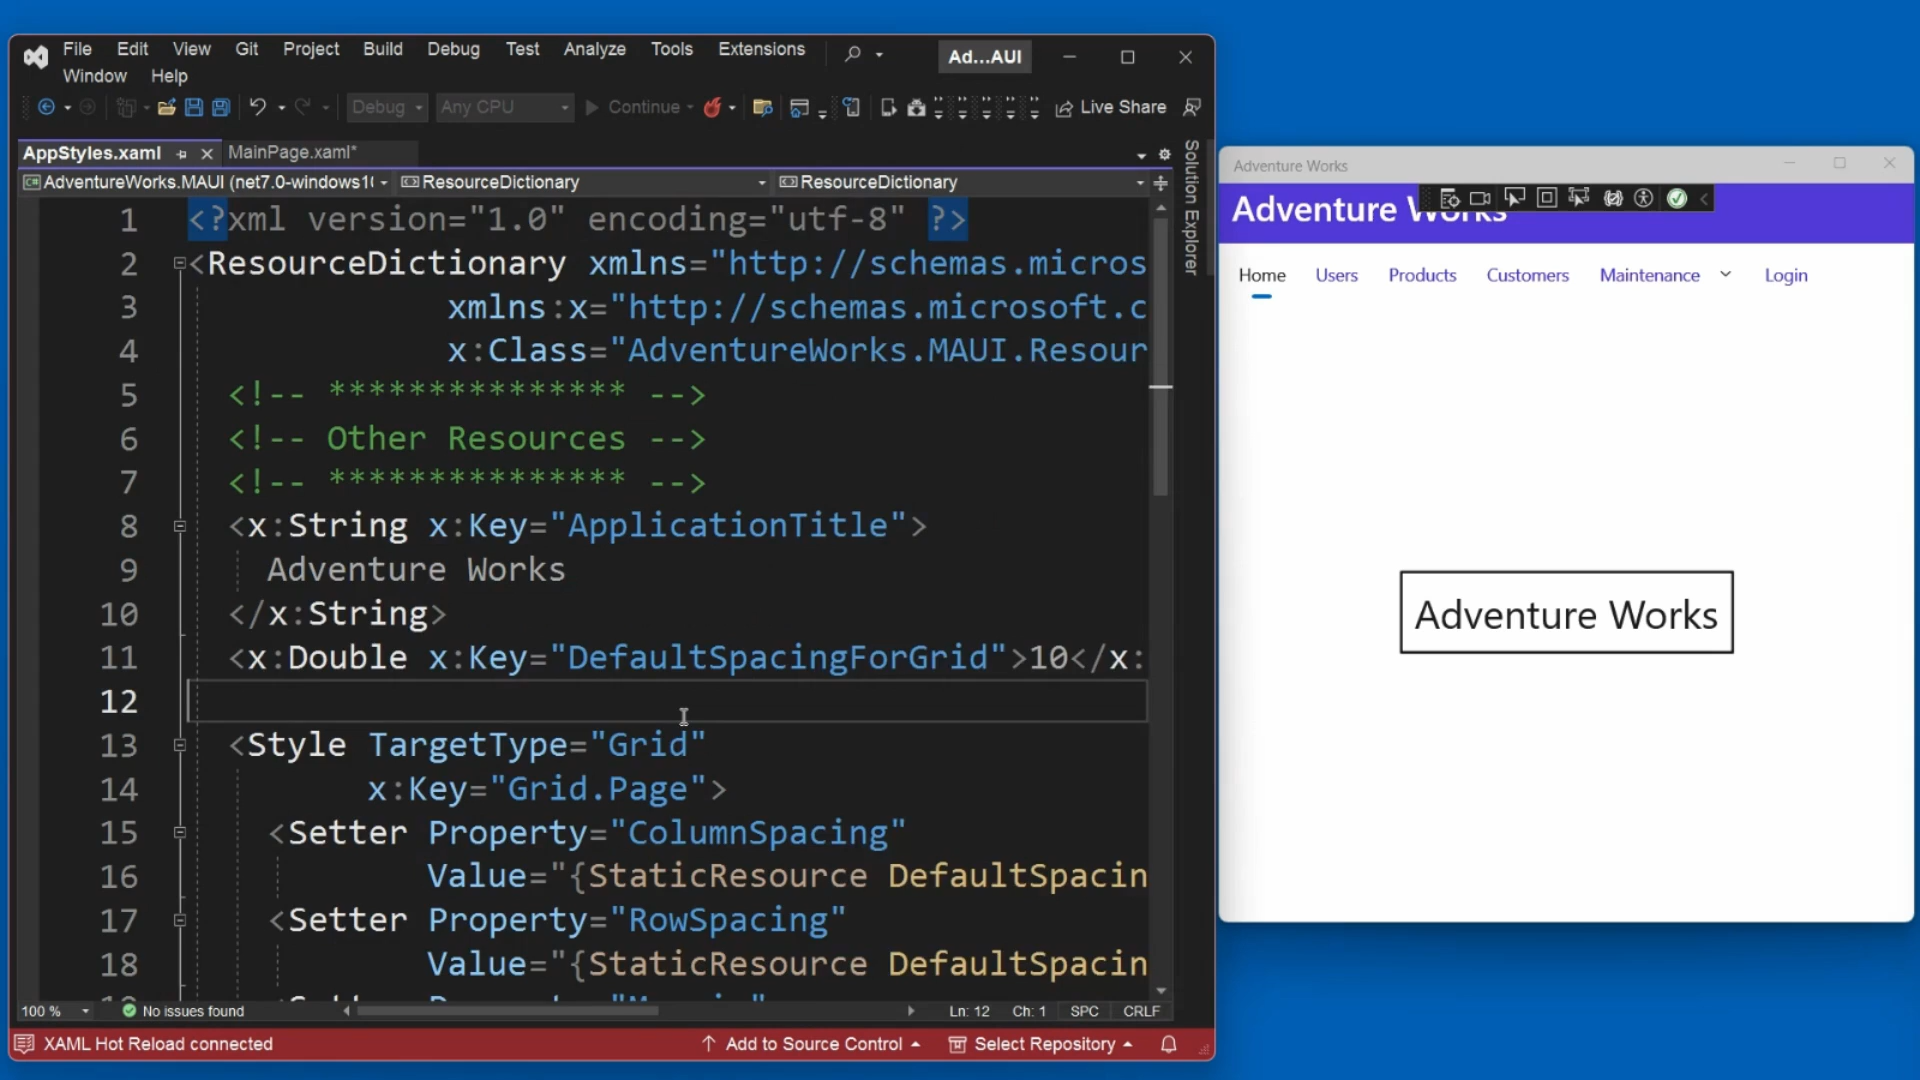 File Edit View Git Project Build Debug Test Analyze Tools Extensions
Ad...AUI
Window Help
Debug Any CPU Continue Live Share
AppStyles.xaml MainPage.xaml*
AdventureWorks.MAUI (net7.0-windows1( ResourceDictionary ResourceDictionary
Solution Explorer
1 <?xml version="1.0" encoding="utf-8" ?>
2 <ResourceDictionary xmlns="http://schemas.micros
3 xmlns:x="http://schemas.microsoft.c
4 x:Class="AdventureWorks.MAUI.Resour
5 <!-- *************** -->
6 <!-- Other Resources -->
7 <!-- *************** -->
8 <x:String x:Key="ApplicationTitle">
9 Adventure Works
10 </x:String>
11 <x:Double x:Key="DefaultSpacingForGrid">10</x:
12
13 <Style TargetType="Grid"
14 x:Key="Grid.Page">
15 <Setter Property="ColumnSpacing"
16 Value="{StaticResource DefaultSpacin
17 <Setter Property="RowSpacing"
18 Value="{StaticResource DefaultSpacin
100 % No issues found Ln: 12 Ch: 1 SPC CRLF
XAML Hot Reload connected Add to Source Control Select Repository
Adventure Works
Adventure Works
Home Users Products Customers Maintenance Login
Adventure Works